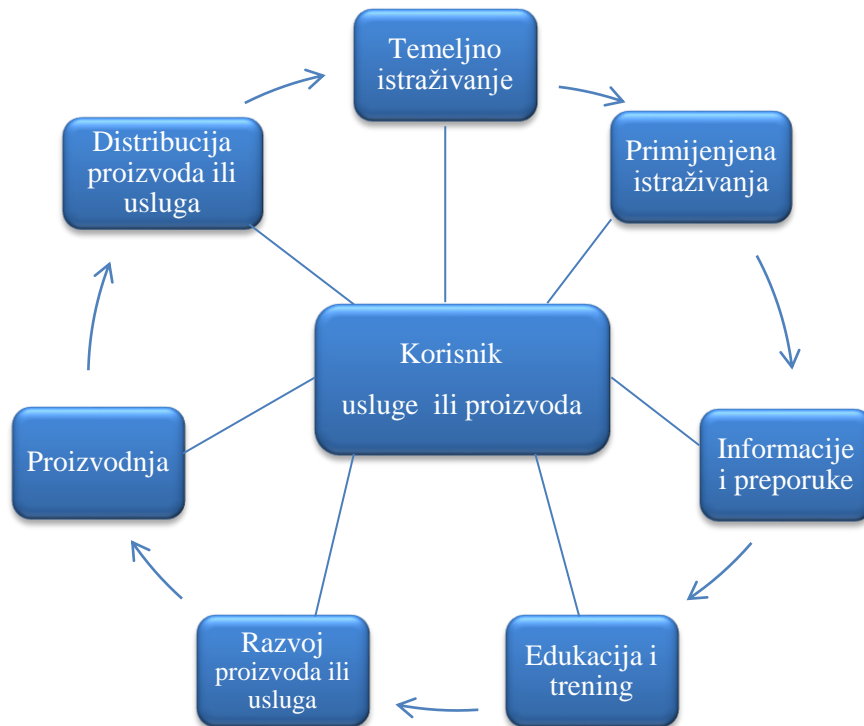 Temeljno
istraživanje
Primijenjena
istraživanja
Informacije
i preporuke
Edukacija i
trening
Razvoj
proizvoda ili
usluga
Proizvodnja
Distribucija
proizvoda ili
usluga
Korisnik
usluge ili proizvoda